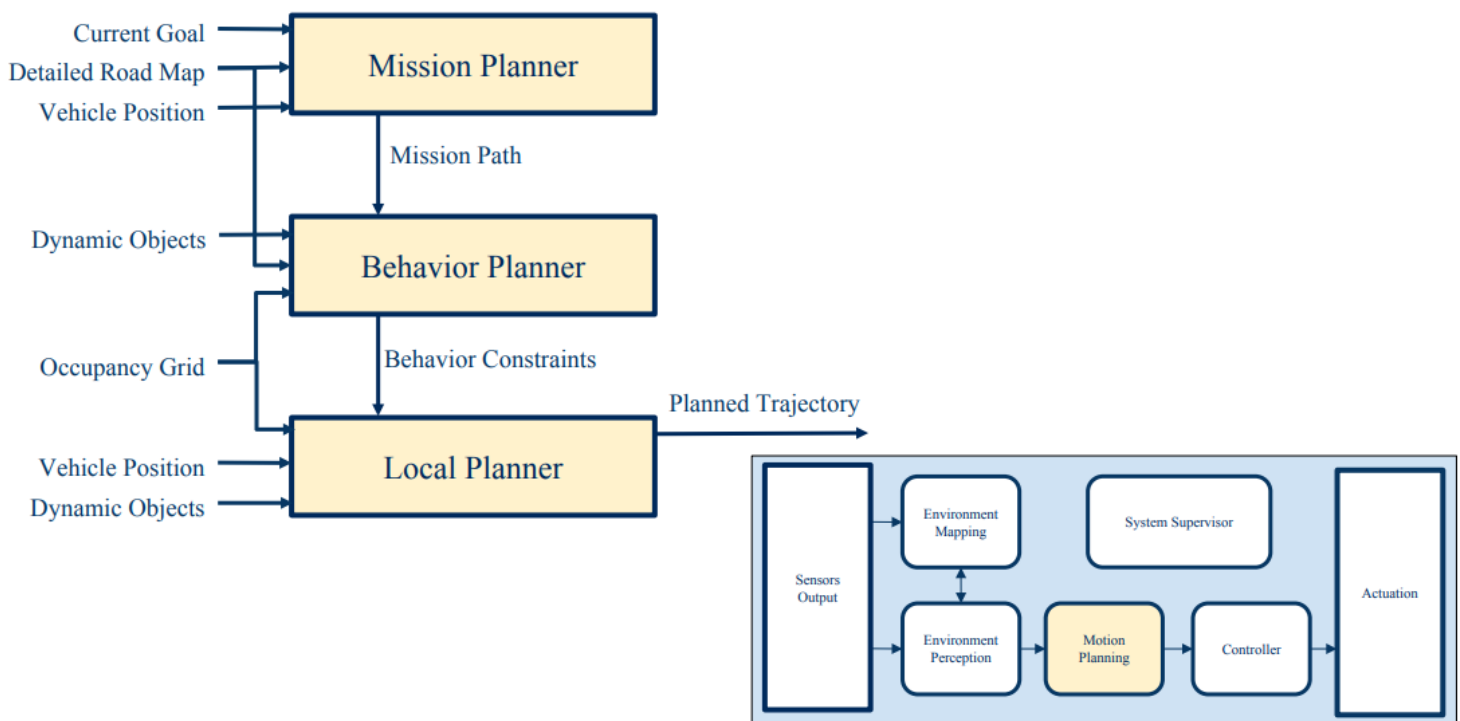 Current Goal
Detailed Road Map
Vehicle Position
Mission Planner
Mission Path
Dynamic Objects
Behavior Planner
Occupancy Grid
Behavior Constraints
Planned Trajectory
Local Planner
Vehicle Position
Dynamic Objects
Sensors
Output
Environment
Mapping
System Supervisor
Environment
Perception
Motion
Planning
Controller
Actuation